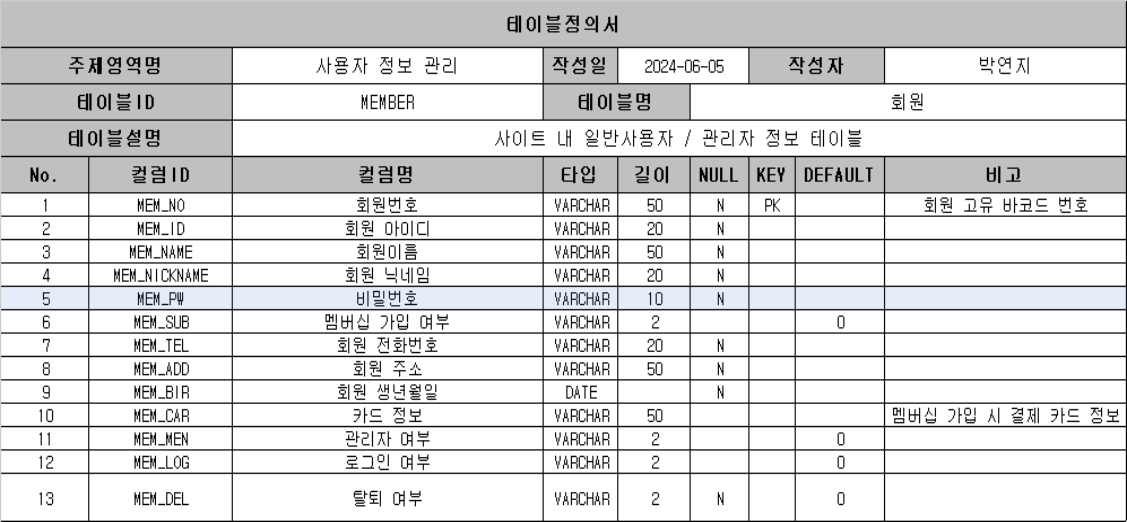 테이블정의서
주제영역명 사용자 정보 관리 작성일 2024-06-05 작성자 박연지
테이블ID MEMBER 테이블명 회원
테이블설명 사이트 내 일반사용자 / 관리자 정보 테이블
No. 컬럼ID 컬럼명 타입 길이 NULL KEY DEFAULT 비고
1 MEM_NO 회원번호 VARCHAR 50 N PK 회원 고유 바코드 번호
2 MEM_ID 회원 아이디 VARCHAR 20 N
3 MEM_NAME 회원이름 VARCHAR 50 N
4 MEM_NICKNAME 회원 닉네임 VARCHAR 20 N
5 MEM_PW 비밀번호 VARCHAR 10 N
6 MEM_SUB 멤버십 가입 여부 VARCHAR 2 0
7 MEM_TEL 회원 전화번호 VARCHAR 20 N
8 MEM_ADD 회원 주소 VARCHAR 50 N
9 MEM_BIR 회원 생년월일 DATE N
10 MEM_CAR 카드 정보 VARCHAR 50 멤버십 가입 시 결제 카드 정보
11 MEM_MEN 관리자 여부 VARCHAR 2 0
12 MEM_LOG 로그인 여부 VARCHAR 2 0
13 MEM_DEL 탈퇴 여부 VARCHAR 2 N 0